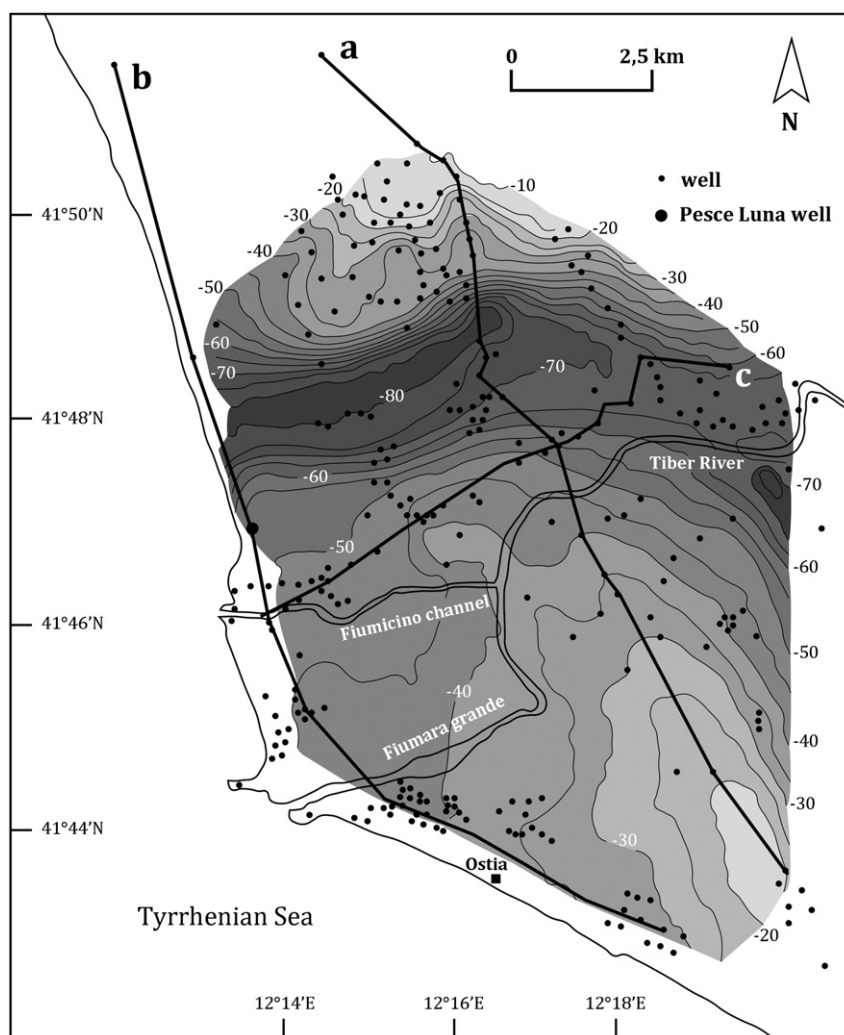 a
b
0 2,5 km
N
well
Pesce Luna well
41°50’N
41°48’N
41°46’N
41°44’N
-20
-30
-40
-50
-60
-70
-10
-20
-30
-40
-50
-60
c
-80
-70
-60
Tiber River
-70
-50
-60
Fiumicino channel
-50
-40
Fiumara grande
-40
-30
-30
Ostia
-20
Tyrrhenian Sea
12°14’E
12°16’E
12°18’E